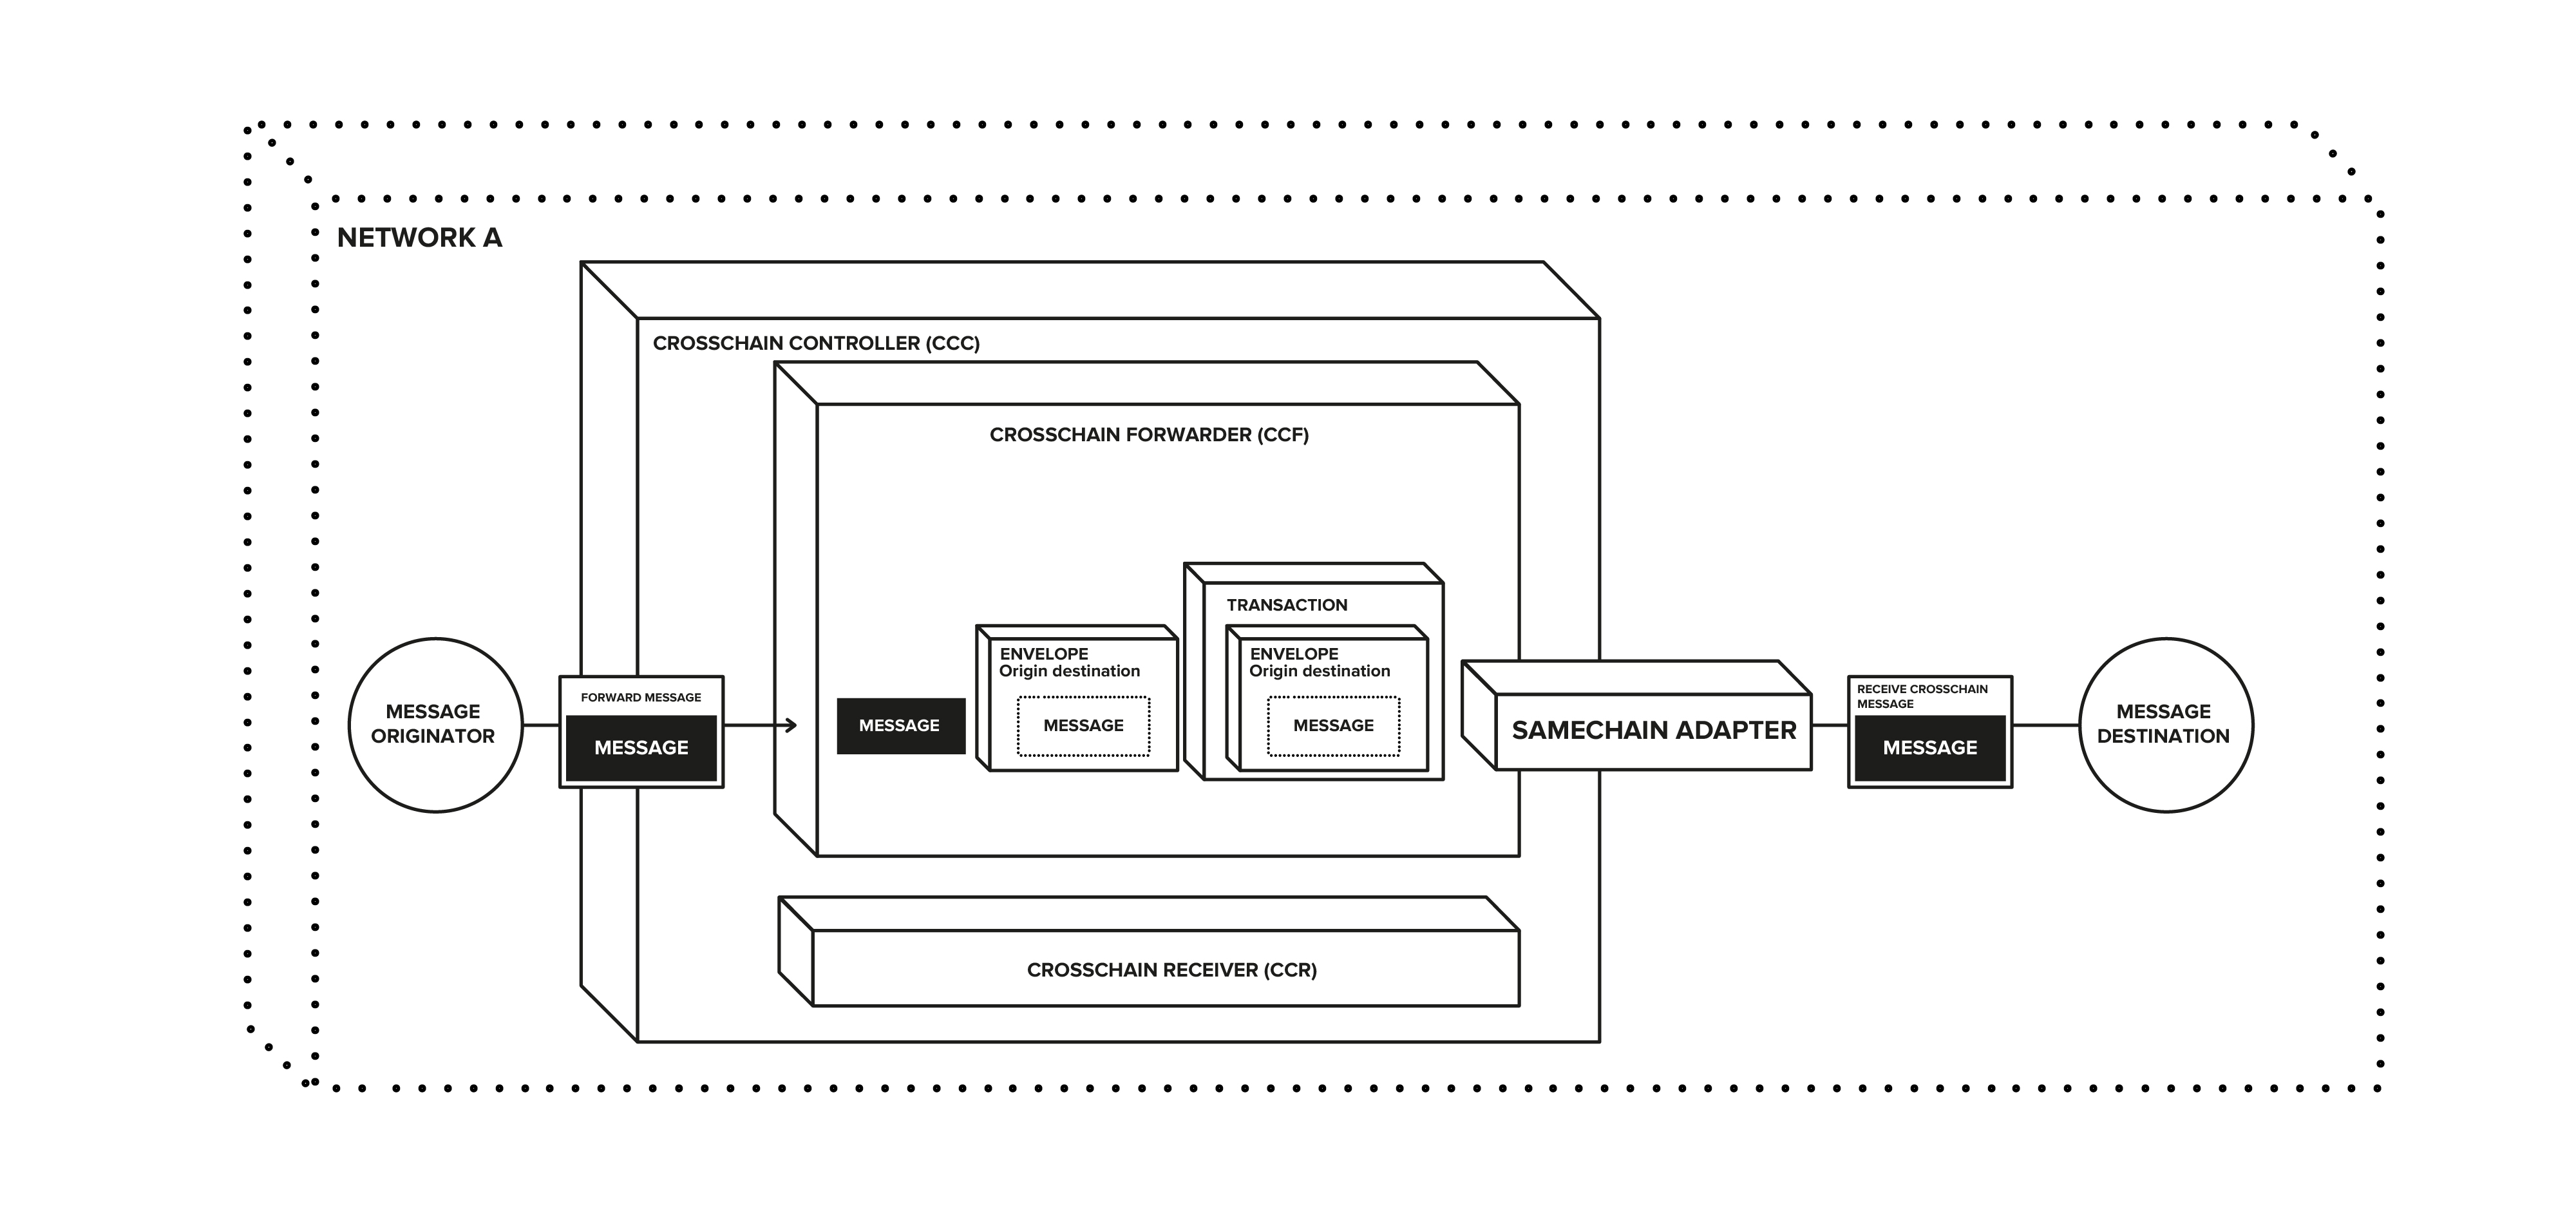 NETWORK A
CROSSCHAIN CONTROLLER (CCC)
CROSSCHAIN FORWARDER (CCF)
MESSAGE
ORIGINATOR
FORWARD MESSAGE
MESSAGE
MESSAGE
ENVELOPE
Origin destination
MESSAGE
TRANSACTION
ENVELOPE
Origin destination
MESSAGE
SAMECHAIN ADAPTER
RECEIVE CROSSCHAIN
MESSAGE
MESSAGE
MESSAGE
DESTINATION
CROSSCHAIN RECEIVER (CCR)